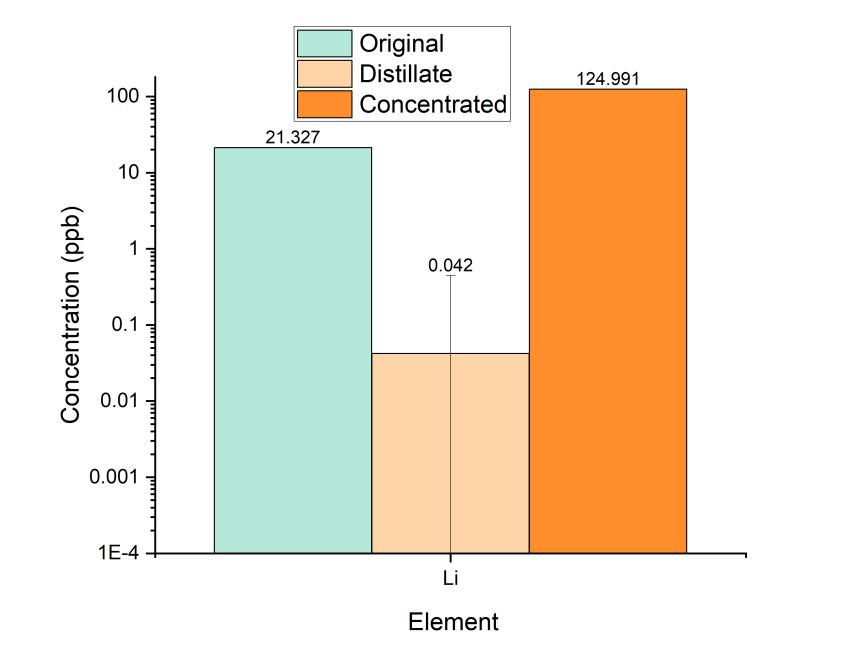 Original
Distillate
Concentrated
124.991
100
21.327
10
1
0.042
0.1
0.01
0.001
1E-4
Concentration (ppb)
Li
Element